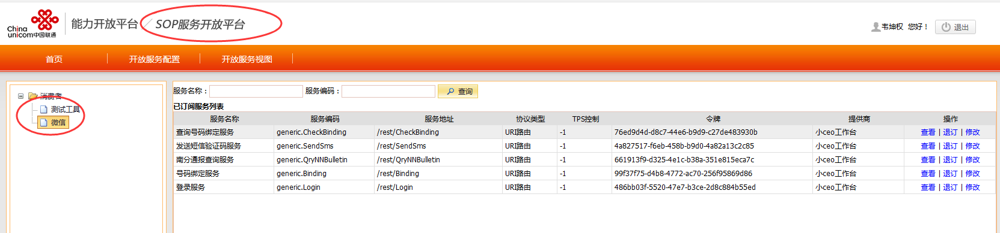 China
unicom中国联通
能力开放平台
SOP服务开放平台
韦坤权 您好！
退出
首页
开放服务配置
开放服务视图
消费者
测试工具
微信
服务名称：
服务编码：
查询
已订阅服务列表
服务名称 服务编码 服务地址 协议类型 TPS控制 令牌 提供商 操作
查询号码绑定服务 generic.CheckBinding /rest/CheckBinding URI路由 -1 76ed9d4d-d8c7-44e6-b9d9-c27de483930b 小ceo工作台 查看 | 退订 | 修改
发送短信验证码服务 generic.SendSms /rest/SendSms URI路由 -1 4a827517-f6eb-458b-b9d0-4a82a13c2c85 小ceo工作台 查看 | 退订 | 修改
南分通报查询服务 generic.QryNNBulletin /rest/QryNNBulletin URI路由 -1 661913f9-d325-4e1c-b38a-351e815eca7c 小ceo工作台 查看 | 退订 | 修改
号码绑定服务 generic.Binding /rest/Binding URI路由 -1 99f37f75-d4b8-4772-ac70-256f95869d86 小ceo工作台 查看 | 退订 | 修改
登录服务 generic.Login /rest/Login URI路由 -1 486bb03f-5520-47e7-b3ce-2d8c884b55ed 小ceo工作台 查看 | 退订 | 修改